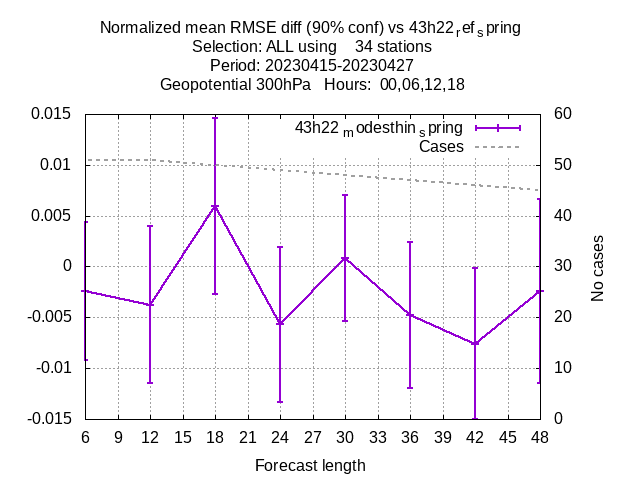 Normalized mean RMSE diff (90% conf) vs 43h22refspring
Selection: ALL using 34 stations
Period: 20230415-20230427
Geopotential 300hPa Hours: 00,06,12,18
43h22modesthinspring
Cases
0.015
0.01
0.005
0
-0.005
-0.01
-0.015
60
50
40
30
20
10
0
No cases
6 9 12 15 18 21 24 27 30 33 36 39 42 45 48
Forecast length